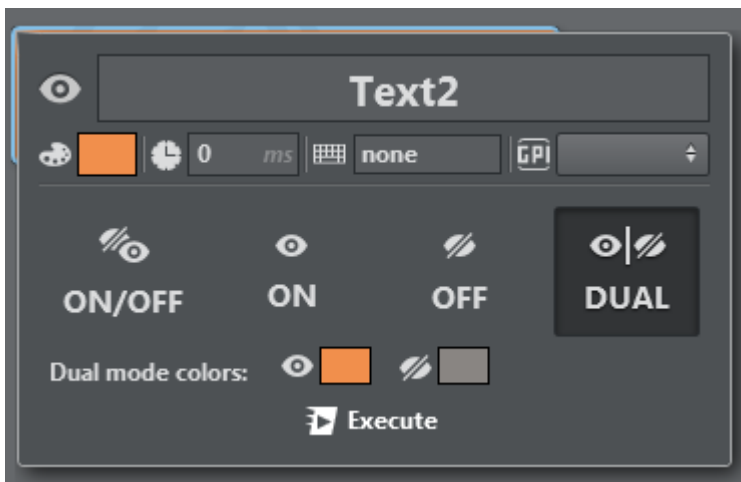 Text2
0 ms none GPI
ON/OFF ON OFF DUAL
Dual mode colors:
Execute